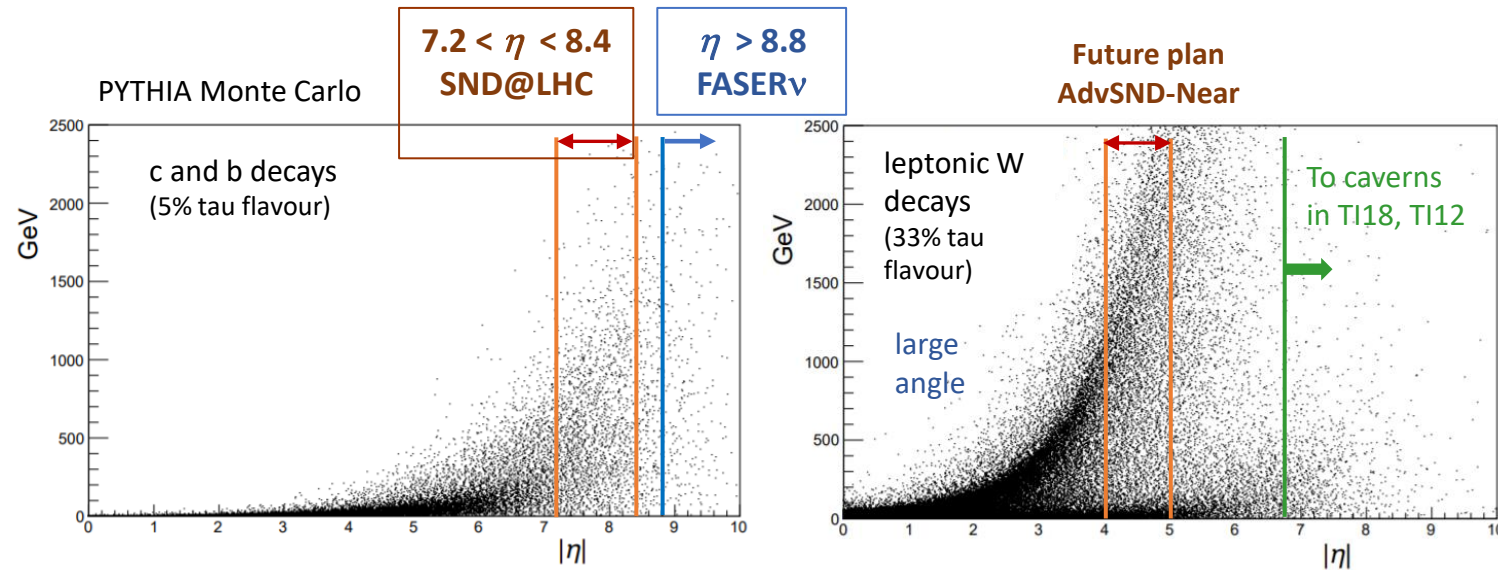 7.2 < η < 8.4
SND@LHC
η > 8.8
FASERν
Future plan
AdvSND-Near
PYTHIA Monte Carlo
GeV
2500
2000
1500
1000
500
0
c and b decays
(5% tau flavour)
0 1 2 3 4 5 6 7 8 9 10
|η|
GeV
2500
2000
1500
1000
500
0
leptonic W
decays
(33% tau
flavour)
large
angle
To caverns
in TI18, TI12
0 1 2 3 4 5 6 7 8 9 10
|η|